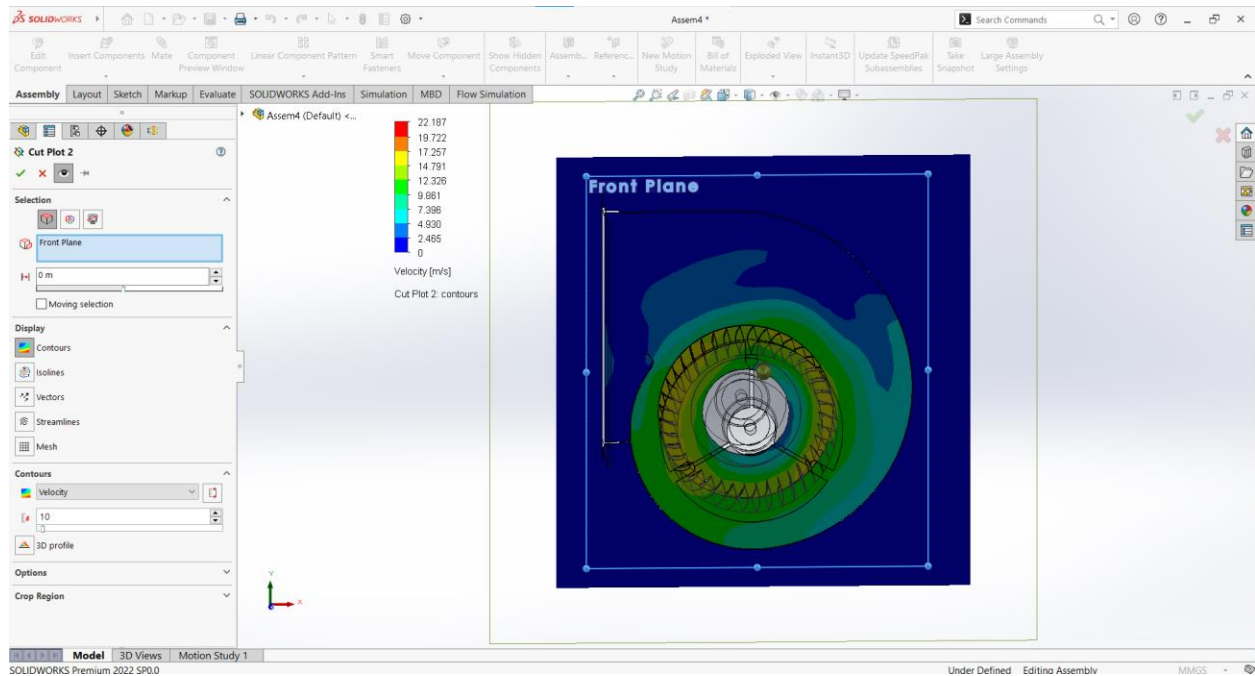 SOLIDWORKS
Assem4 *
Search Commands
Edit Component
Insert Components
Mate
Component Preview Window
Linear Component Pattern
Smart Fasteners
Move Component
Show Hidden Components
Assemb...
Referenc...
New Motion Study
Bill of Materials
Exploded View
Instant3D
Update SpeedPak Subassemblies
Take Snapshot
Large Assembly Settings
Assembly Layout Sketch Markup Evaluate SOLIDWORKS Add-Ins Simulation MBD Flow Simulation
Assem4 (Default) <...
Cut Plot 2
Selection
Front Plane
0 m
Moving selection
Display
Contours
Isolines
Vectors
Streamlines
Mesh
Contours
Velocity
10
3D profile
Options
Crop Region
22.187
19.722
17.257
14.791
12.326
9.861
7.396
4.930
2.465
0
Velocity [m/s]
Cut Plot 2: contours
Front Plane
Y
X
Model 3D Views Motion Study 1
SOLIDWORKS Premium 2022 SP0.0
Under Defined Editing Assembly MMGS